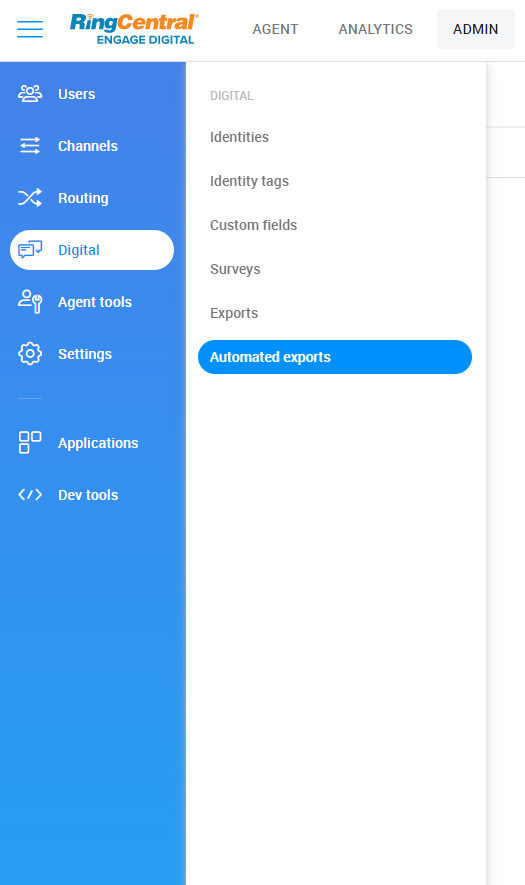 RingCentral®
ENGAGE DIGITAL
AGENT
ANALYTICS
ADMIN
Users
Channels
Routing
Digital
Agent tools
Settings
Applications
Dev tools
DIGITAL
Identities
Identity tags
Custom fields
Surveys
Exports
Automated exports